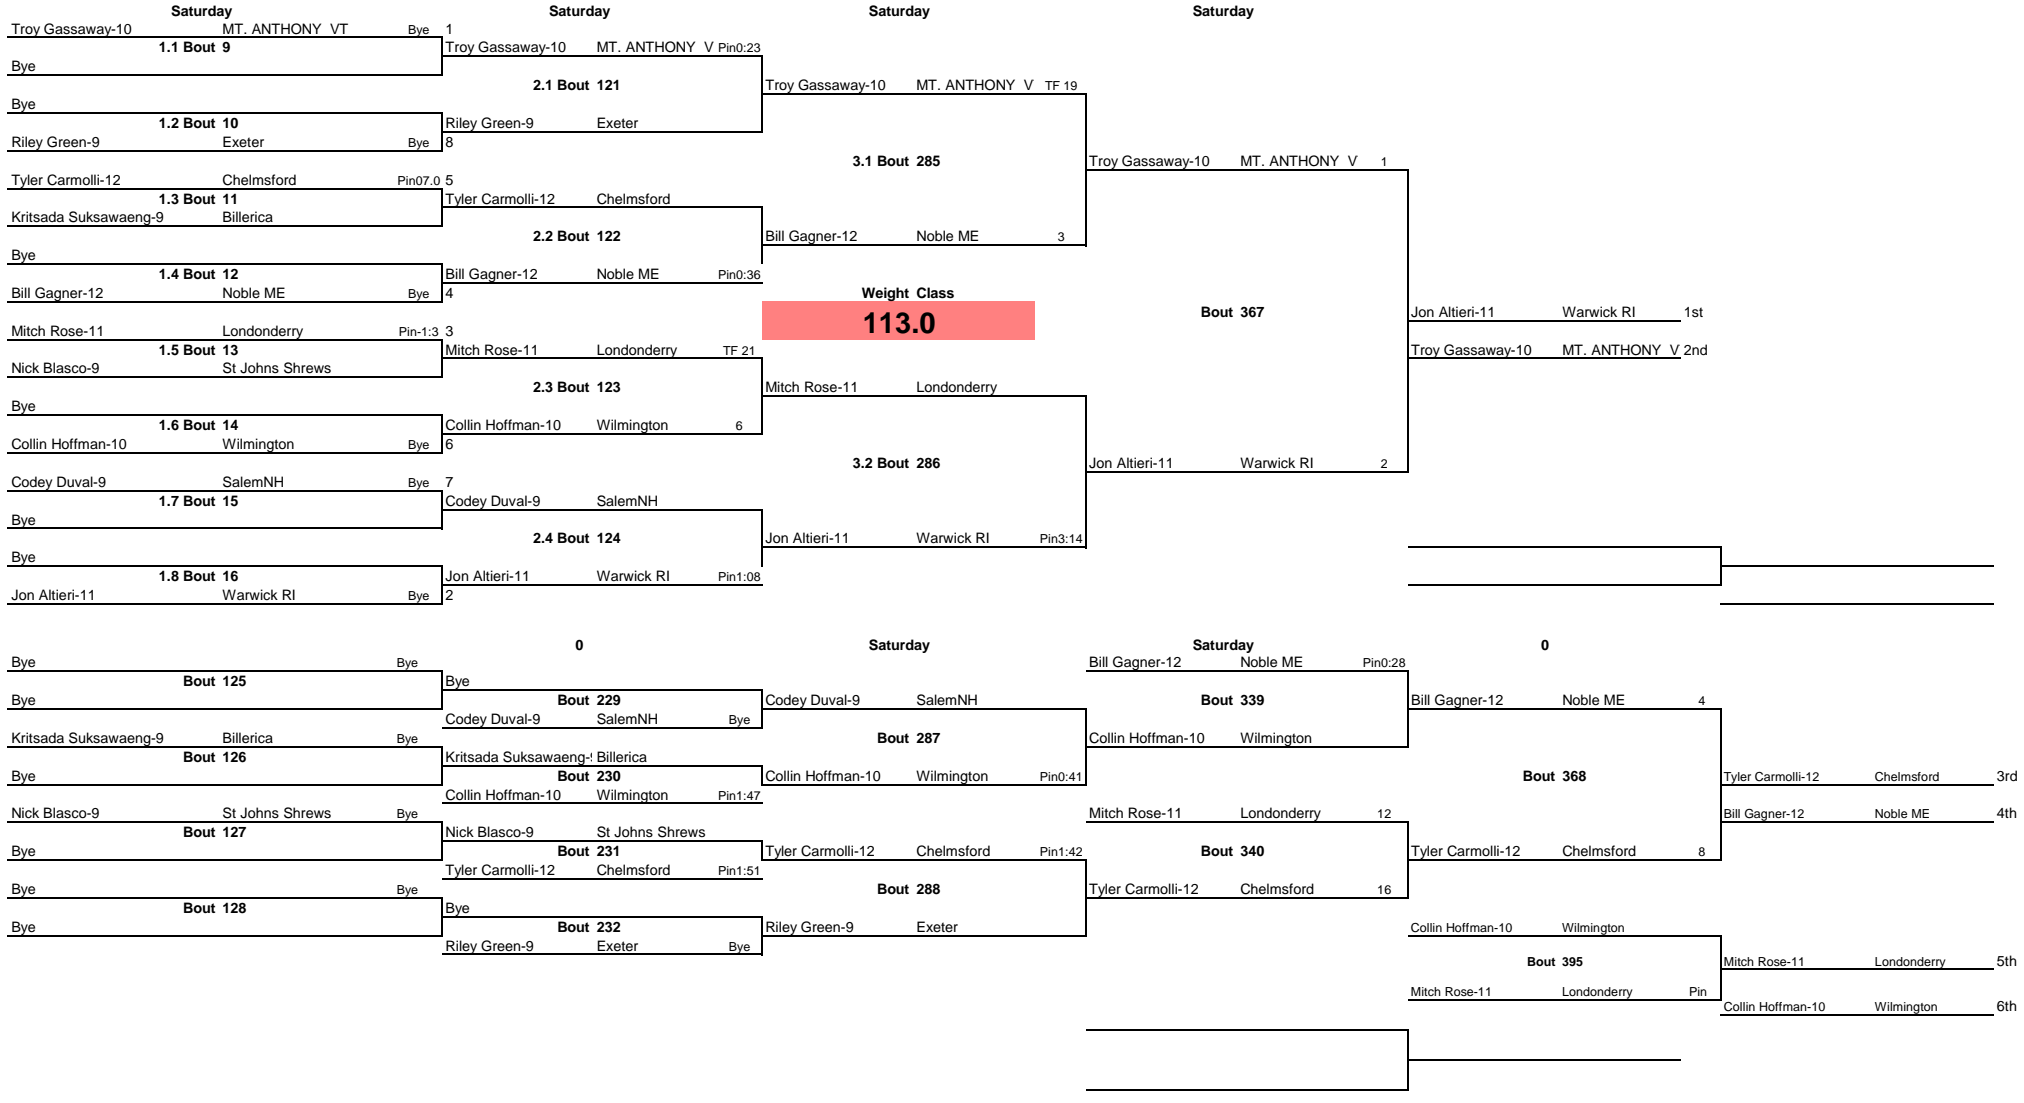 Saturday Saturday Saturday Saturday
Troy Gassaway-10 MT. ANTHONY VT Bye 1
1.1 Bout 9 Troy Gassaway-10 MT. ANTHONY V Pin0:23
Bye
2.1 Bout 121 Troy Gassaway-10 MT. ANTHONY V TF 19
Bye
1.2 Bout 10 Riley Green-9 Exeter
Riley Green-9 Exeter Bye 8
3.1 Bout 285 Troy Gassaway-10 MT. ANTHONY V 1
Tyler Carmolli-12 Chelmsford Pin07.0 5
1.3 Bout 11 Tyler Carmolli-12 Chelmsford
Kritsada Suksawaeng-9 Billerica
2.2 Bout 122 Bill Gagner-12 Noble ME 3
Bye
1.4 Bout 12 Bill Gagner-12 Noble ME Pin0:36
Bill Gagner-12 Noble ME Bye 4 Weight Class
113.0 Bout 367 Jon Altieri-11 Warwick RI 1st
Mitch Rose-11 Londonderry Pin-1:3 3
1.5 Bout 13 Mitch Rose-11 Londonderry TF 21 Troy Gassaway-10 MT. ANTHONY V 2nd
Nick Blasco-9 St Johns Shrews
2.3 Bout 123 Mitch Rose-11 Londonderry
Bye
1.6 Bout 14 Collin Hoffman-10 Wilmington 6
Collin Hoffman-10 Wilmington Bye 6
3.2 Bout 286 Jon Altieri-11 Warwick RI 2
Codey Duval-9 SalemNH Bye 7
1.7 Bout 15 Codey Duval-9 SalemNH
Bye
2.4 Bout 124 Jon Altieri-11 Warwick RI Pin3:14
Bye
1.8 Bout 16 Jon Altieri-11 Warwick RI Pin1:08
Jon Altieri-11 Warwick RI Bye 2
0 Saturday Saturday 0
Bye Bye Bill Gagner-12 Noble ME Pin0:28
Bout 125 Bye
Bye Bout 229 Codey Duval-9 SalemNH Bout 339 Bill Gagner-12 Noble ME 4
Codey Duval-9 SalemNH Bye
Kritsada Suksawaeng-9 Billerica Bye Bout 287 Collin Hoffman-10 Wilmington
Bout 126 Kritsada Suksawaeng-! Billerica
Bye Bout 230 Collin Hoffman-10 Wilmington Pin0:41 Bout 368 Tyler Carmolli-12 Chelmsford 3rd
Collin Hoffman-10 Wilmington Pin1:47
Nick Blasco-9 St Johns Shrews Bye Mitch Rose-11 Londonderry 12 Bill Gagner-12 Noble ME 4th
Bout 127 Nick Blasco-9 St Johns Shrews
Bye Bout 231 Tyler Carmolli-12 Chelmsford Pin1:42 Bout 340 Tyler Carmolli-12 Chelmsford 8
Tyler Carmolli-12 Chelmsford Pin1:51
Bye Bye Bout 288 Tyler Carmolli-12 Chelmsford 16
Bout 128 Bye
Bye Bout 232 Riley Green-9 Exeter Collin Hoffman-10 Wilmington
Riley Green-9 Exeter Bye
Bout 395 Mitch Rose-11 Londonderry 5th
Mitch Rose-11 Londonderry Pin
Collin Hoffman-10 Wilmington 6th